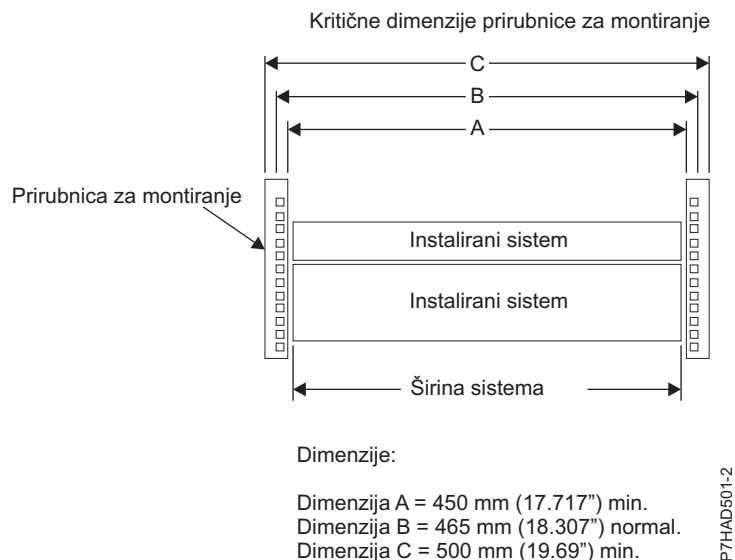 Kritične dimenzije prirubnice za montiranje
C
B
A
Prirubnica za montiranje
Instalirani sistem
Instalirani sistem
Širina sistema
Dimenzije:
Dimenzija A = 450 mm (17.717”) min.
Dimenzija B = 465 mm (18.307”) normal.
Dimenzija C = 500 mm (19.69”) min.
P7HAD501-2